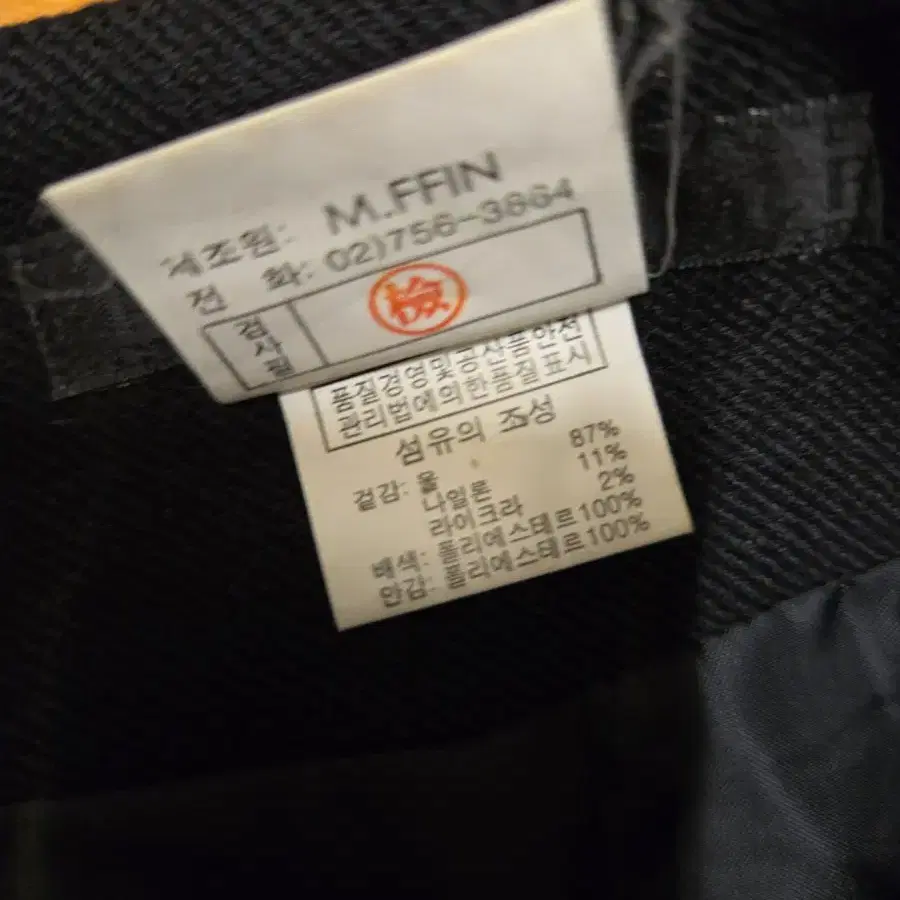 제조원: M.FFIN
전 화: 02)756-3664
검사필 檢
품질경영및공산품안전
관리법에의한품질표시
섬유의 조성
겉감: 울 87%
나일론 11%
라이크라 2%
배색: 폴리에스테르100%
안감: 폴리에스테르100%